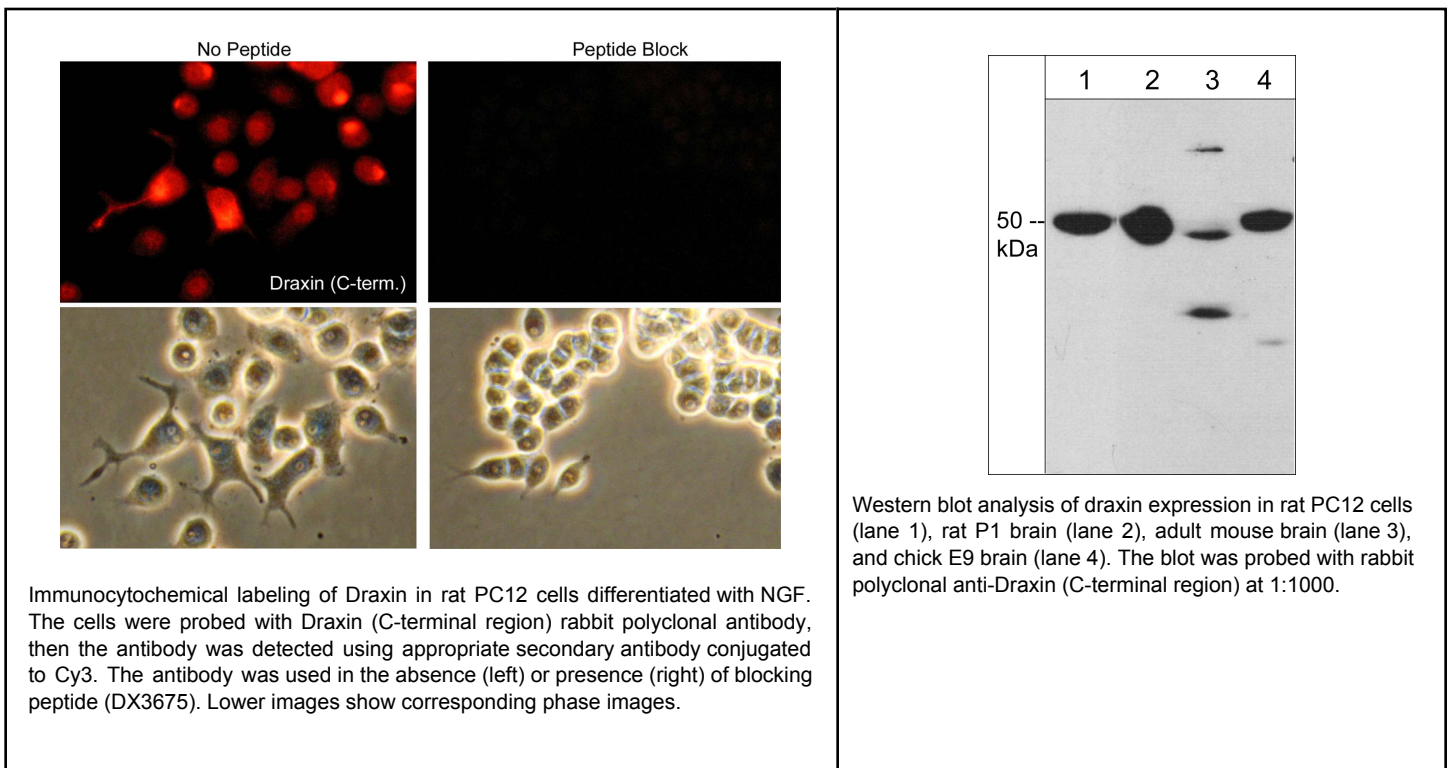 No Peptide
Peptide Block
Draxin (C-term.)
Immunocytochemical labeling of Draxin in rat PC12 cells differentiated with NGF.
The cells were probed with Draxin (C-terminal region) rabbit polyclonal antibody,
then the antibody was detected using appropriate secondary antibody conjugated
to Cy3. The antibody was used in the absence (left) or presence (right) of blocking
peptide (DX3675). Lower images show corresponding phase images.
1 2 3 4
50 --
kDa
Western blot analysis of draxin expression in rat PC12 cells
(lane 1), rat P1 brain (lane 2), adult mouse brain (lane 3),
and chick E9 brain (lane 4). The blot was probed with rabbit
polyclonal anti-Draxin (C-terminal region) at 1:1000.